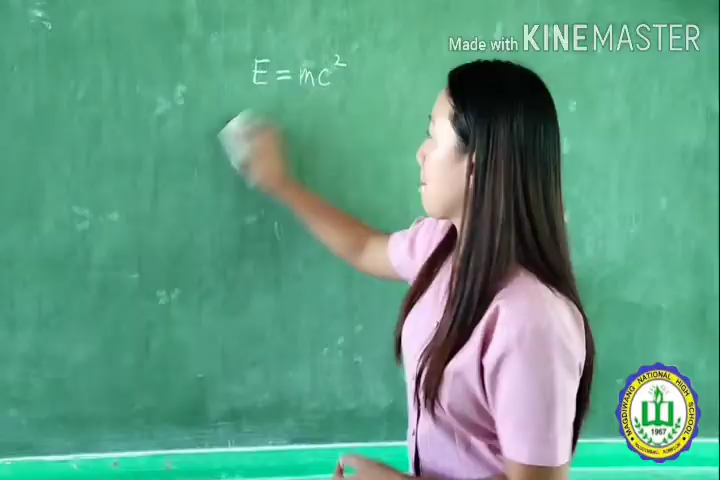 Made with KINEMASTER
E = mc²
MAGDIWANG NATIONAL HIGH SCHOOL
1967